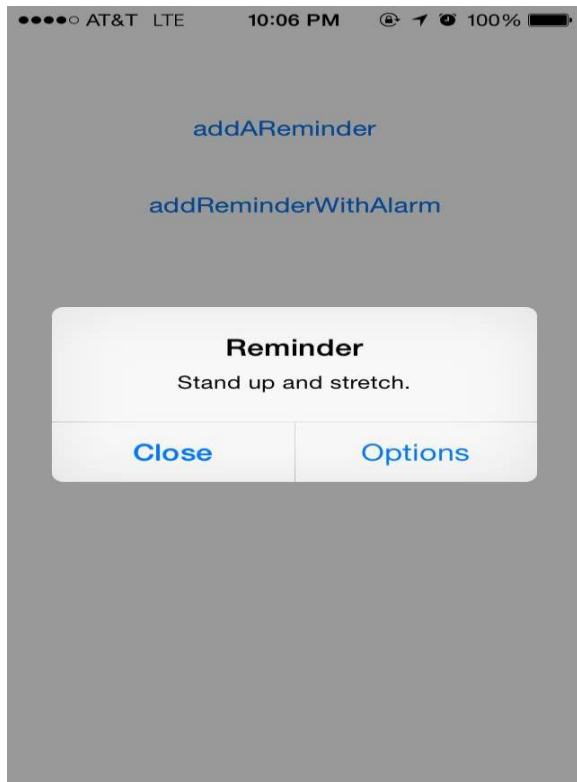 AT&T LTE 10:06 PM 100%
addAReminder
addReminderWithAlarm
Reminder
Stand up and stretch.
Close Options